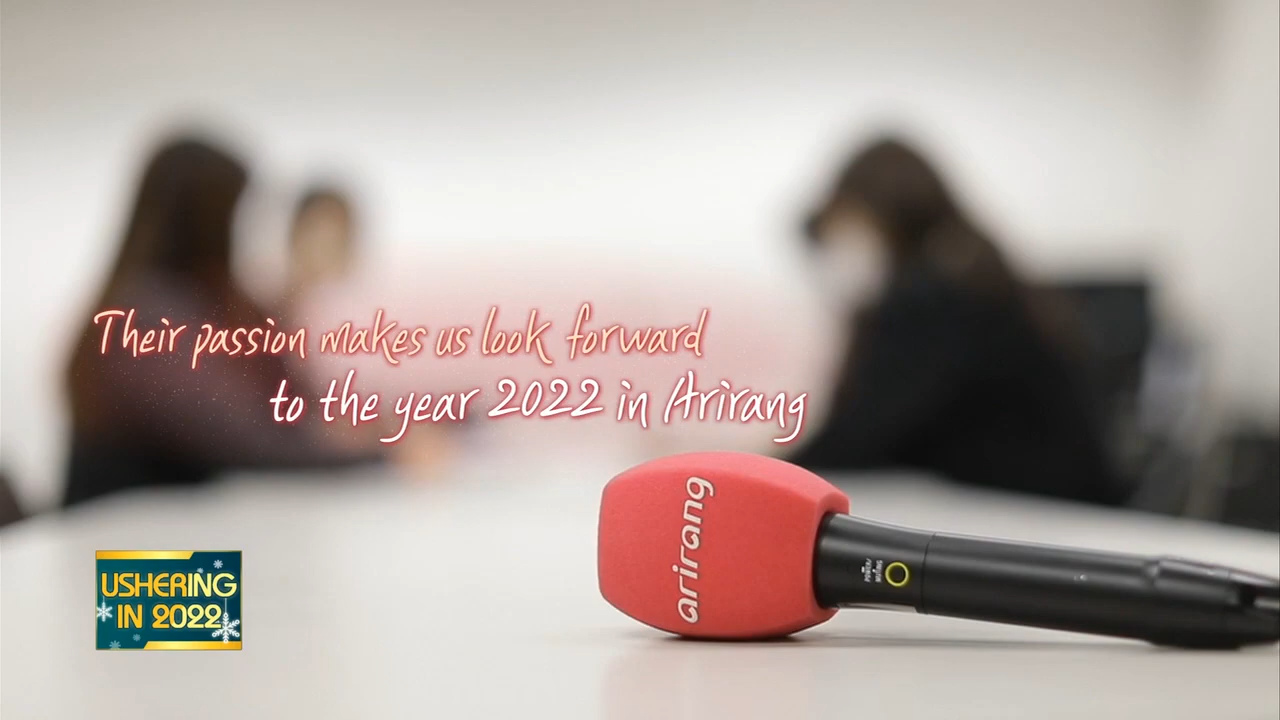 Their passion makes us look forward
to the year 2022 in Arirang
arirang
USHERING
IN 2022